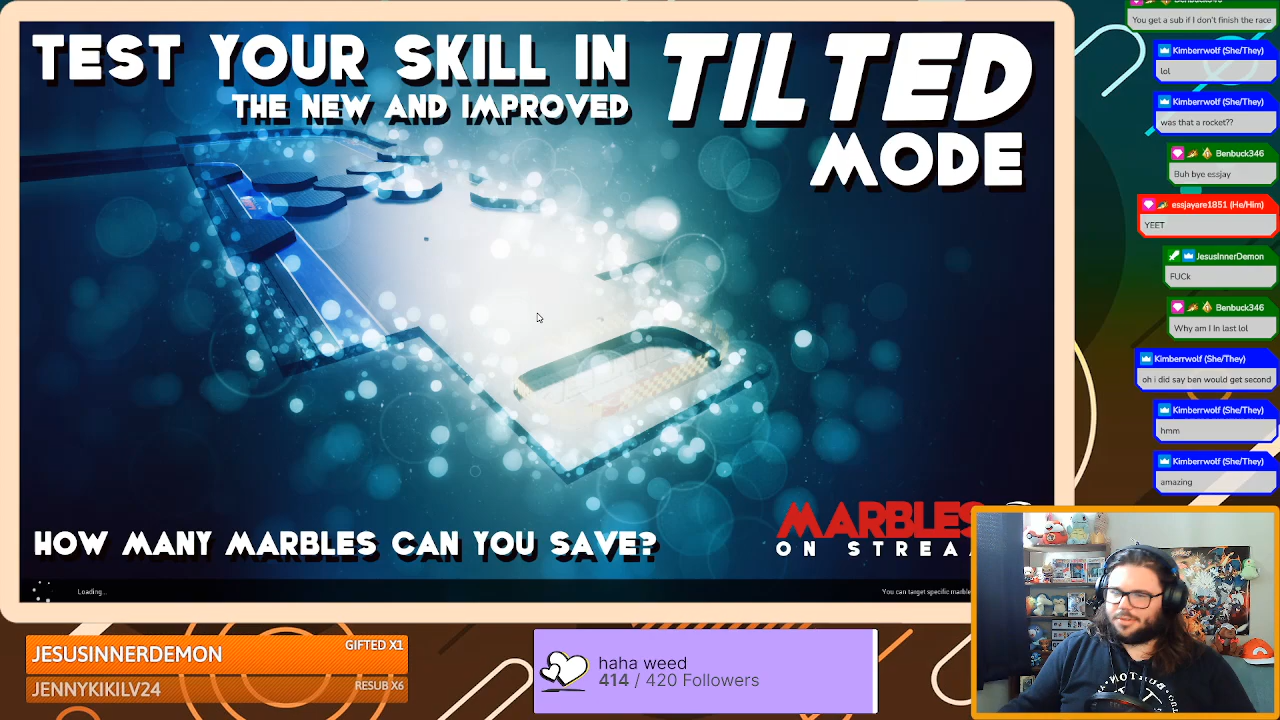 TEST YOUR SKILL IN
THE NEW AND IMPROVED
TILTED
MODE
HOW MANY MARBLES CAN YOU SAVE?
MARBLES
ON STREA
Loading...
You can target specific marble
You get a sub if I don't finish the race
Kimberrwolf (She/They)
lol
Kimberrwolf (She/They)
was that a rocket??
Benbuck346
Buh bye essjay
essjayare1851 (He/Him)
YEET
JesusInnerDemon
FUCk
Benbuck346
Why am I In last lol
Kimberrwolf (She/They)
oh i did say ben would get second
Kimberrwolf (She/They)
hmm
Kimberrwolf (She/They)
amazing
JESUSINNERDEMON
GIFTED X1
JENNYKIKILV24
RESUB X6
haha weed
414 / 420 Followers